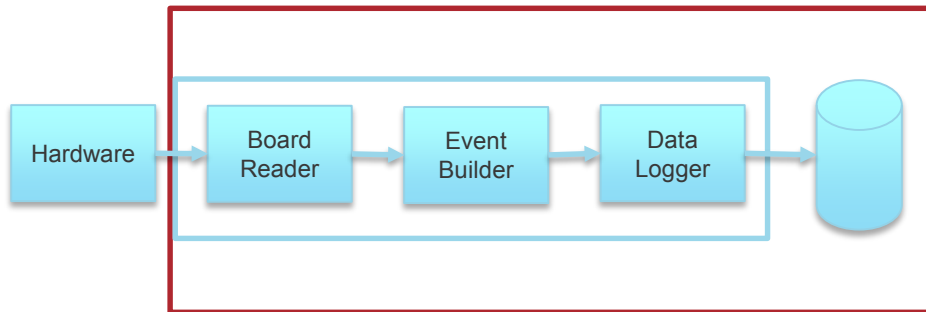 Hardware
Board
Reader
Event
Builder
Data
Logger